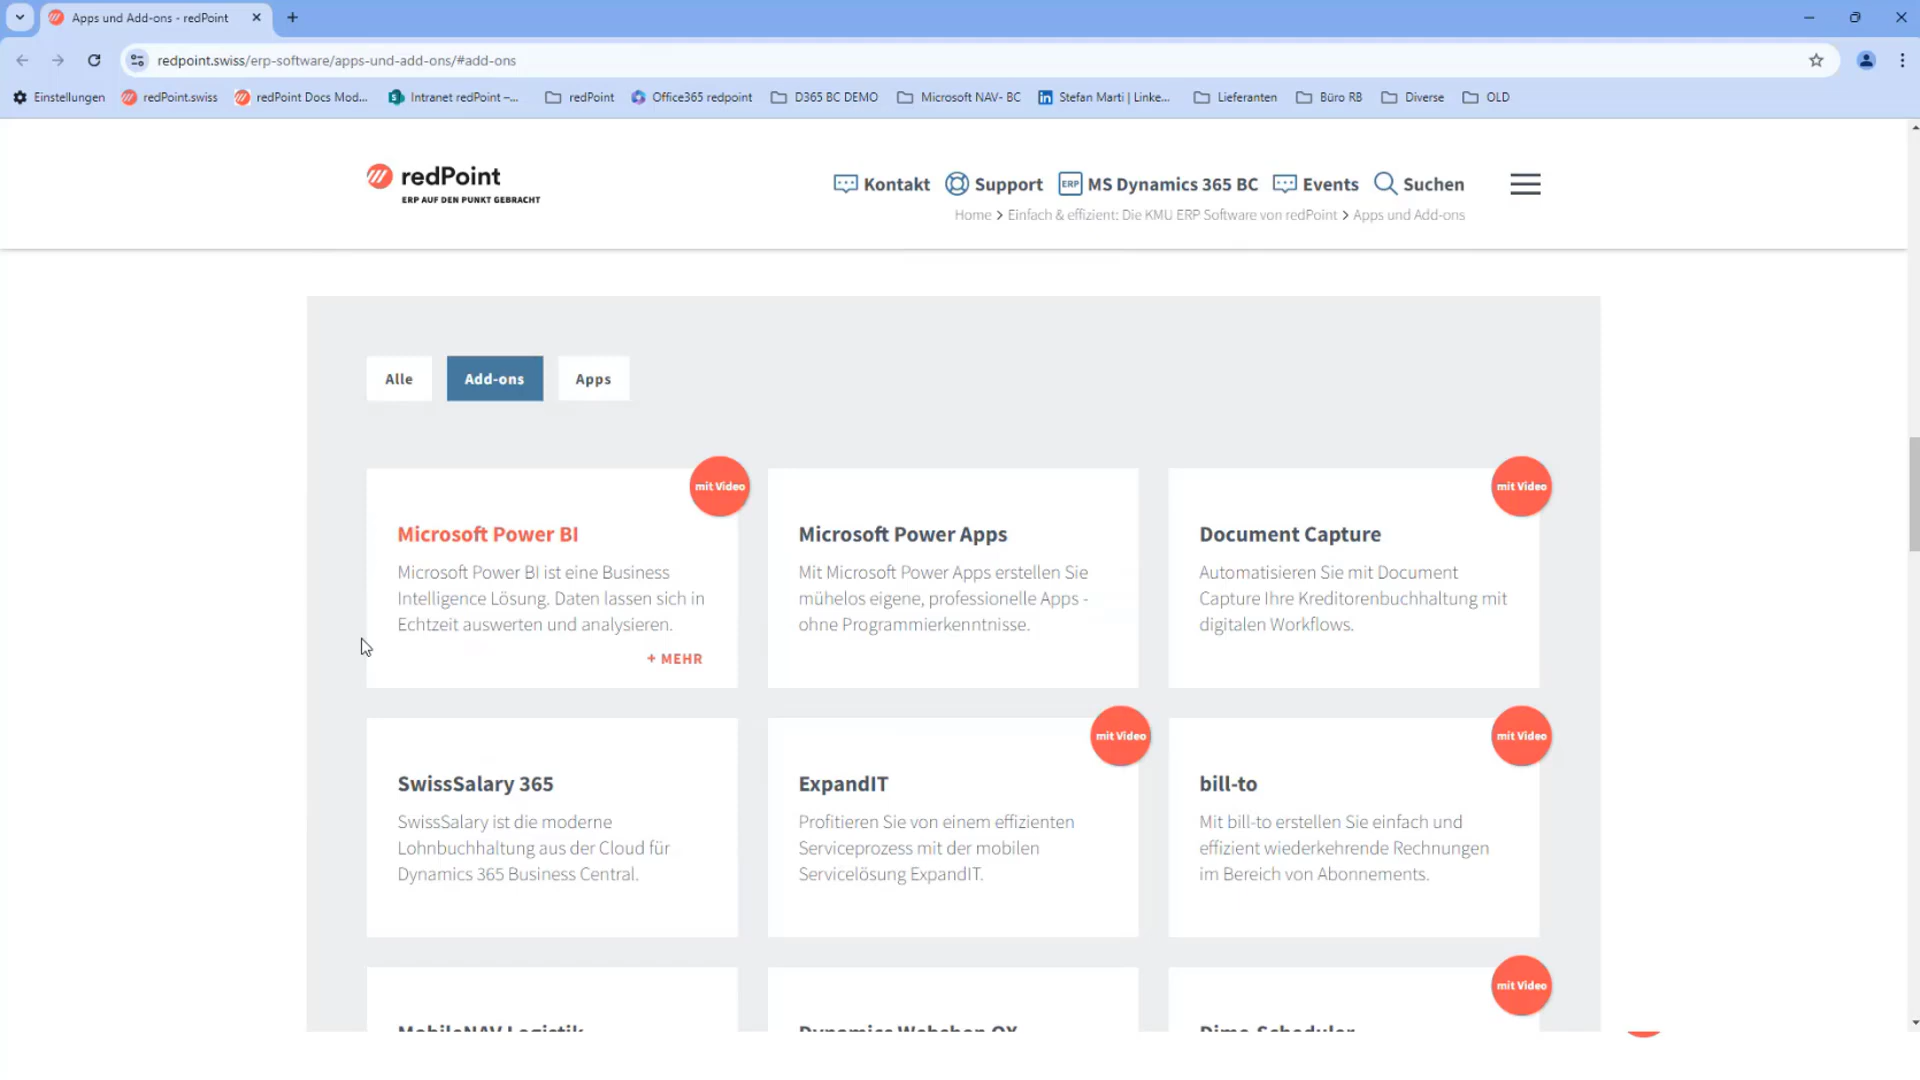 Apps und Add-ons - redPoint
redpoint.swiss/erp-software/apps-und-add-ons/#add-ons
Einstellungen
redPoint.swiss
redPoint Docs Mod...
Intranet redPoint –...
redPoint
Office365 redpoint
D365 BC DEMO
Microsoft NAV- BC
Stefan Marti | Linke...
Lieferanten
Büro RB
Diverse
OLD
redPoint
ERP AUF DEN PUNKT GEBRACHT
Kontakt
Support
ERP
MS Dynamics 365 BC
Events
Suchen
Home > Einfach & effizient: Die KMU ERP Software von redPoint > Apps und Add-ons
Alle
Add-ons
Apps
mit Video
Microsoft Power BI
Microsoft Power BI ist eine Business
Intelligence Lösung. Daten lassen sich in
Echtzeit auswerten und analysieren.
+ MEHR
Microsoft Power Apps
Mit Microsoft Power Apps erstellen Sie
mühelos eigene, professionelle Apps -
ohne Programmierkenntnisse.
mit Video
Document Capture
Automatisieren Sie mit Document
Capture Ihre Kreditorenbuchhaltung mit
digitalen Workflows.
SwissSalary 365
SwissSalary ist die moderne
Lohnbuchhaltung aus der Cloud für
Dynamics 365 Business Central.
mit Video
ExpandIT
Profitieren Sie von einem effizienten
Serviceprozess mit der mobilen
Servicelösung ExpandIT.
mit Video
bill-to
Mit bill-to erstellen Sie einfach und
effizient wiederkehrende Rechnungen
im Bereich von Abonnements.
MobileNAV Logistik
Dynamics Webshop QX
mit Video
Dime.Scheduler